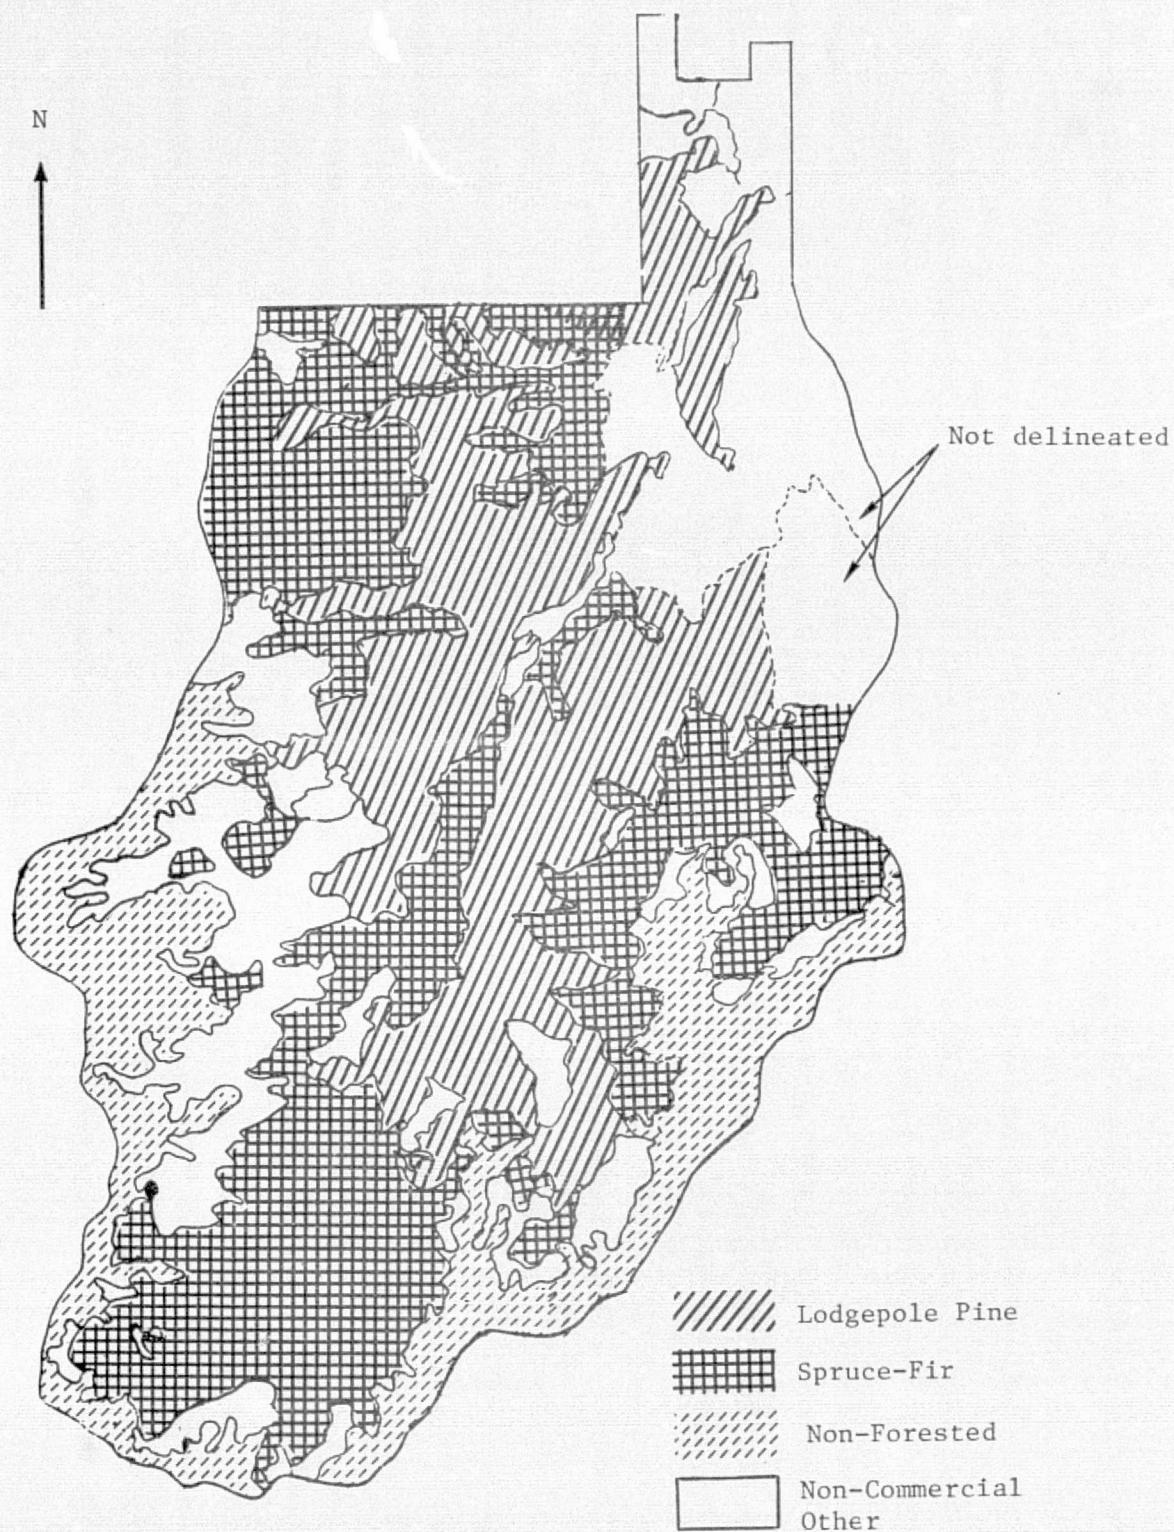 N
Not delineated
Lodgepole Pine
Spruce-Fir
Non-Forested
Non-Commercial
Other